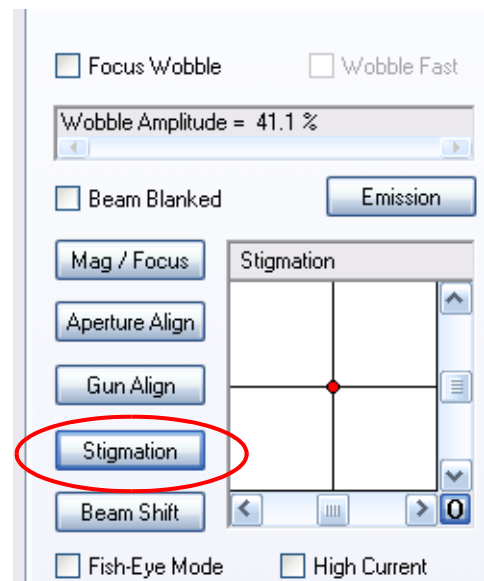 Focus Wobble Wobble Fast
Wobble Amplitude = 41.1 %
Beam Blanked Emission
Mag / Focus Stigmation
Aperture Align
Gun Align
Stigmation
Beam Shift 0
Fish-Eye Mode High Current